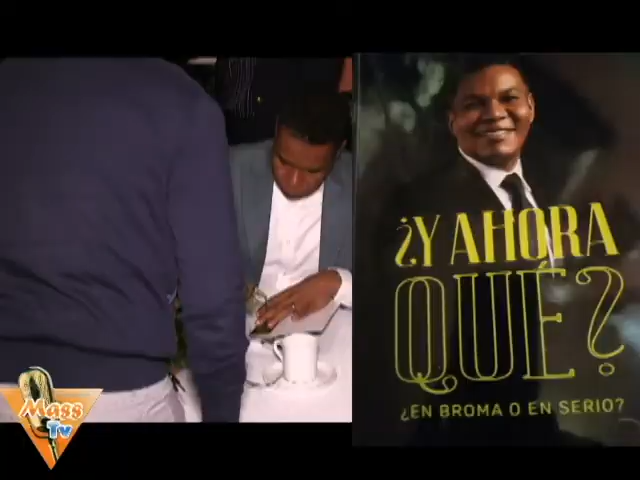 ¿Y AHORA
QUÉ?
¿EN BROMA O EN SERIO?
Mass
Tv